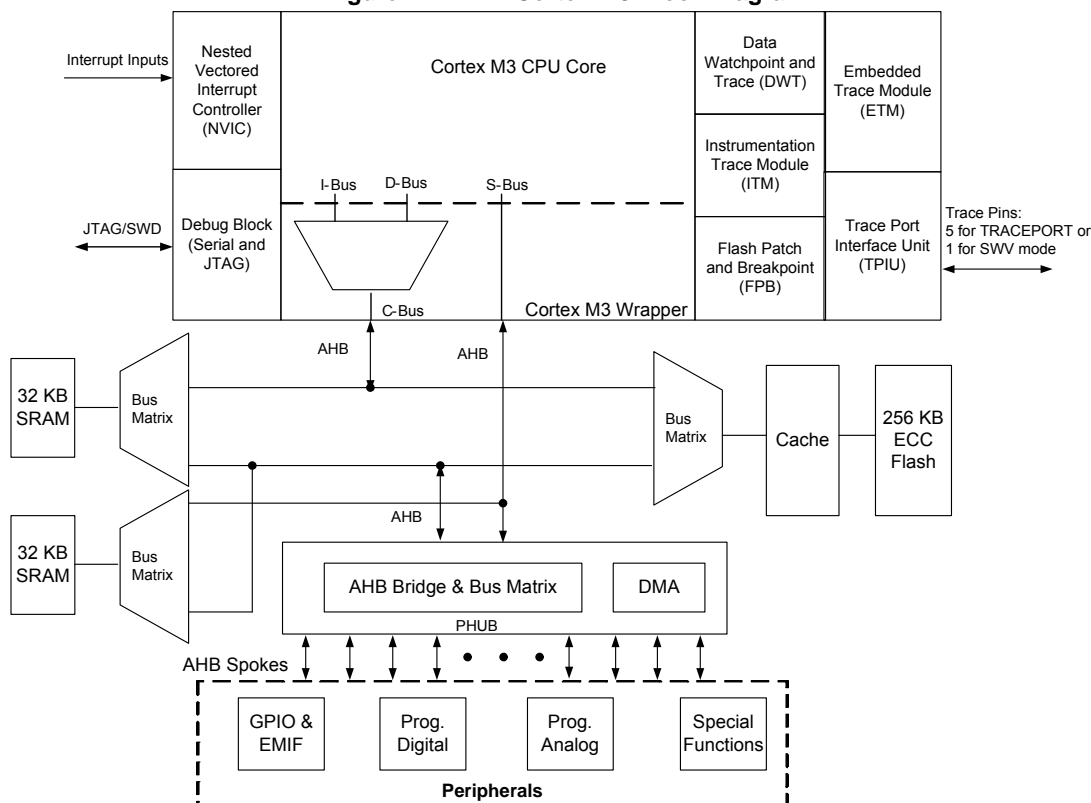 Interrupt Inputs
Nested
Vectored
Interrupt
Controller
(NVIC)
Cortex M3 CPU Core
Data
Watchpoint and
Trace (DWT)
Embedded
Trace Module
(ETM)
Instrumentation
Trace Module
(ITM)
I-Bus
D-Bus
S-Bus
JTAG/SWD
Debug Block
(Serial and
JTAG)
Flash Patch
and Breakpoint
(FPB)
Trace Port
Interface Unit
(TPIU)
Trace Pins:
5 for TRACEPORT or
1 for SWV mode
C-Bus
Cortex M3 Wrapper
AHB
AHB
32 KB
SRAM
Bus
Matrix
Bus
Matrix
Cache
256 KB
ECC
Flash
AHB
32 KB
SRAM
Bus
Matrix
AHB Bridge & Bus Matrix
DMA
PHUB
AHB Spokes
GPIO &
EMIF
Prog.
Digital
Prog.
Analog
Special
Functions
Peripherals